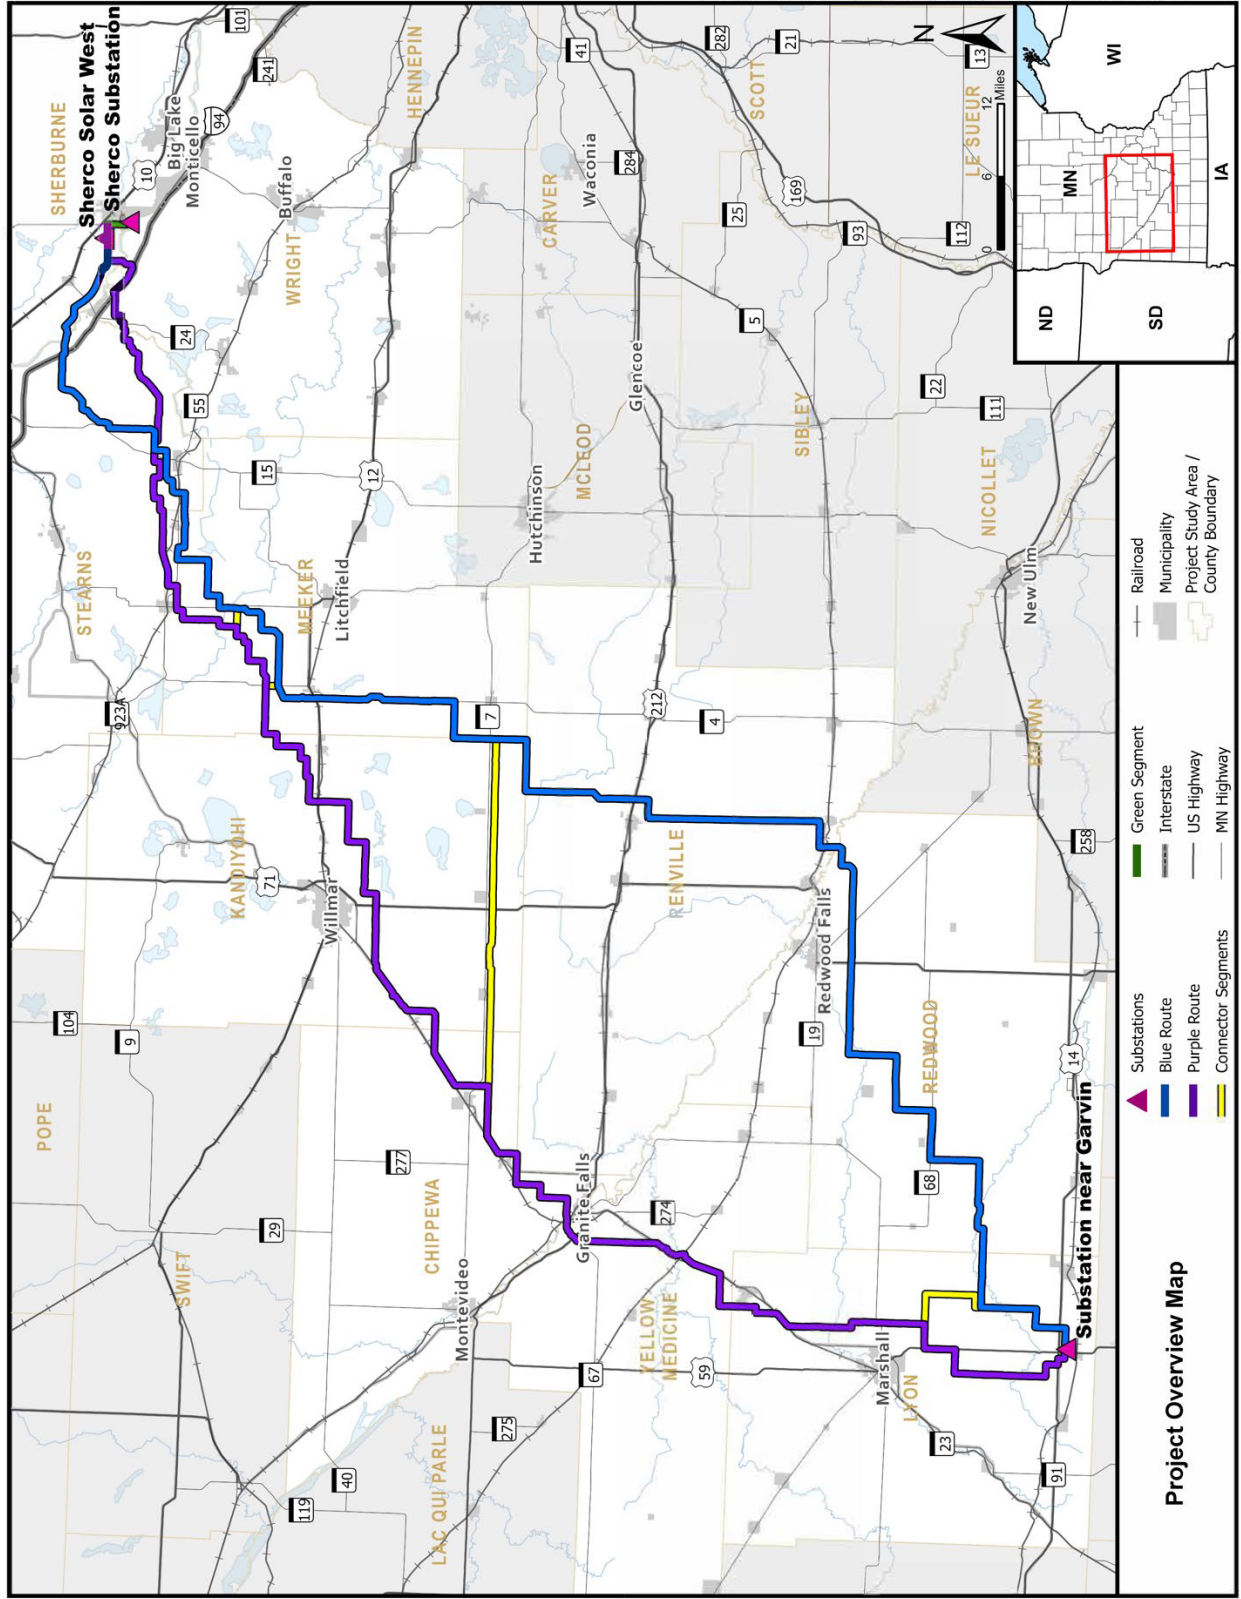 POPE
104
STEARNS
SHERBURNE
Sherco Solar West
Sherco Substation
9
923A
10
Big Lake
Monticello
94
101
241
SWIFT
24
55
29
KANDIYOHI
71
15
Buffalo
WRIGHT
119
MEEKER
Willmar
Litchfield
40
12
277
HENNEPIN
CHIPPEWA
LAC QUI PARLE
Montevideo
7
275
Hutchinson
CARVER
41
Waconia
Granite Falls
MCLEOD
67
284
Glencoe
YELLOW
MEDICINE
274
212
RENVILLE
59
4
282
25
5
SCOTT
21
169
SIBLEY
19
Redwood Falls
93
Marshall
LYON
68
REDWOOD
22
23
112
NICOLLET
111
LE SUEUR
13
N
0 6 12
Miles
New Ulm
BROWN
91
14
258
Substation near Garvin
ND
MN
WI
SD
IA
Project Overview Map
Substations
Blue Route
Purple Route
Connector Segments
Green Segment
Interstate
US Highway
MN Highway
Railroad
Municipality
Project Study Area /
County Boundary